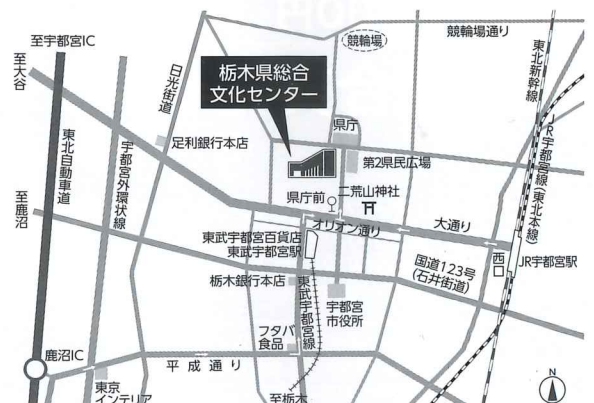 至宇都宮IC
競輪場
競輪場通り
至大谷
日光街道
栃木県総合
文化センター
東北新幹線
JR宇都宮線(東北本線)
県庁
足利銀行本店
第2県民広場
東北自動車道
宇都宮外環状線
県庁前
二荒山神社
至鹿沼
大通り
オリオン通り
東武宇都宮百貨店
東武宇都宮駅
西口
JR宇都宮駅
国道123号
(石井街道)
栃木銀行本店
東武宇都宮線
宇都宮
市役所
フタバ
食品
鹿沼IC
平成通り
東京
インテリア
至栃木
N